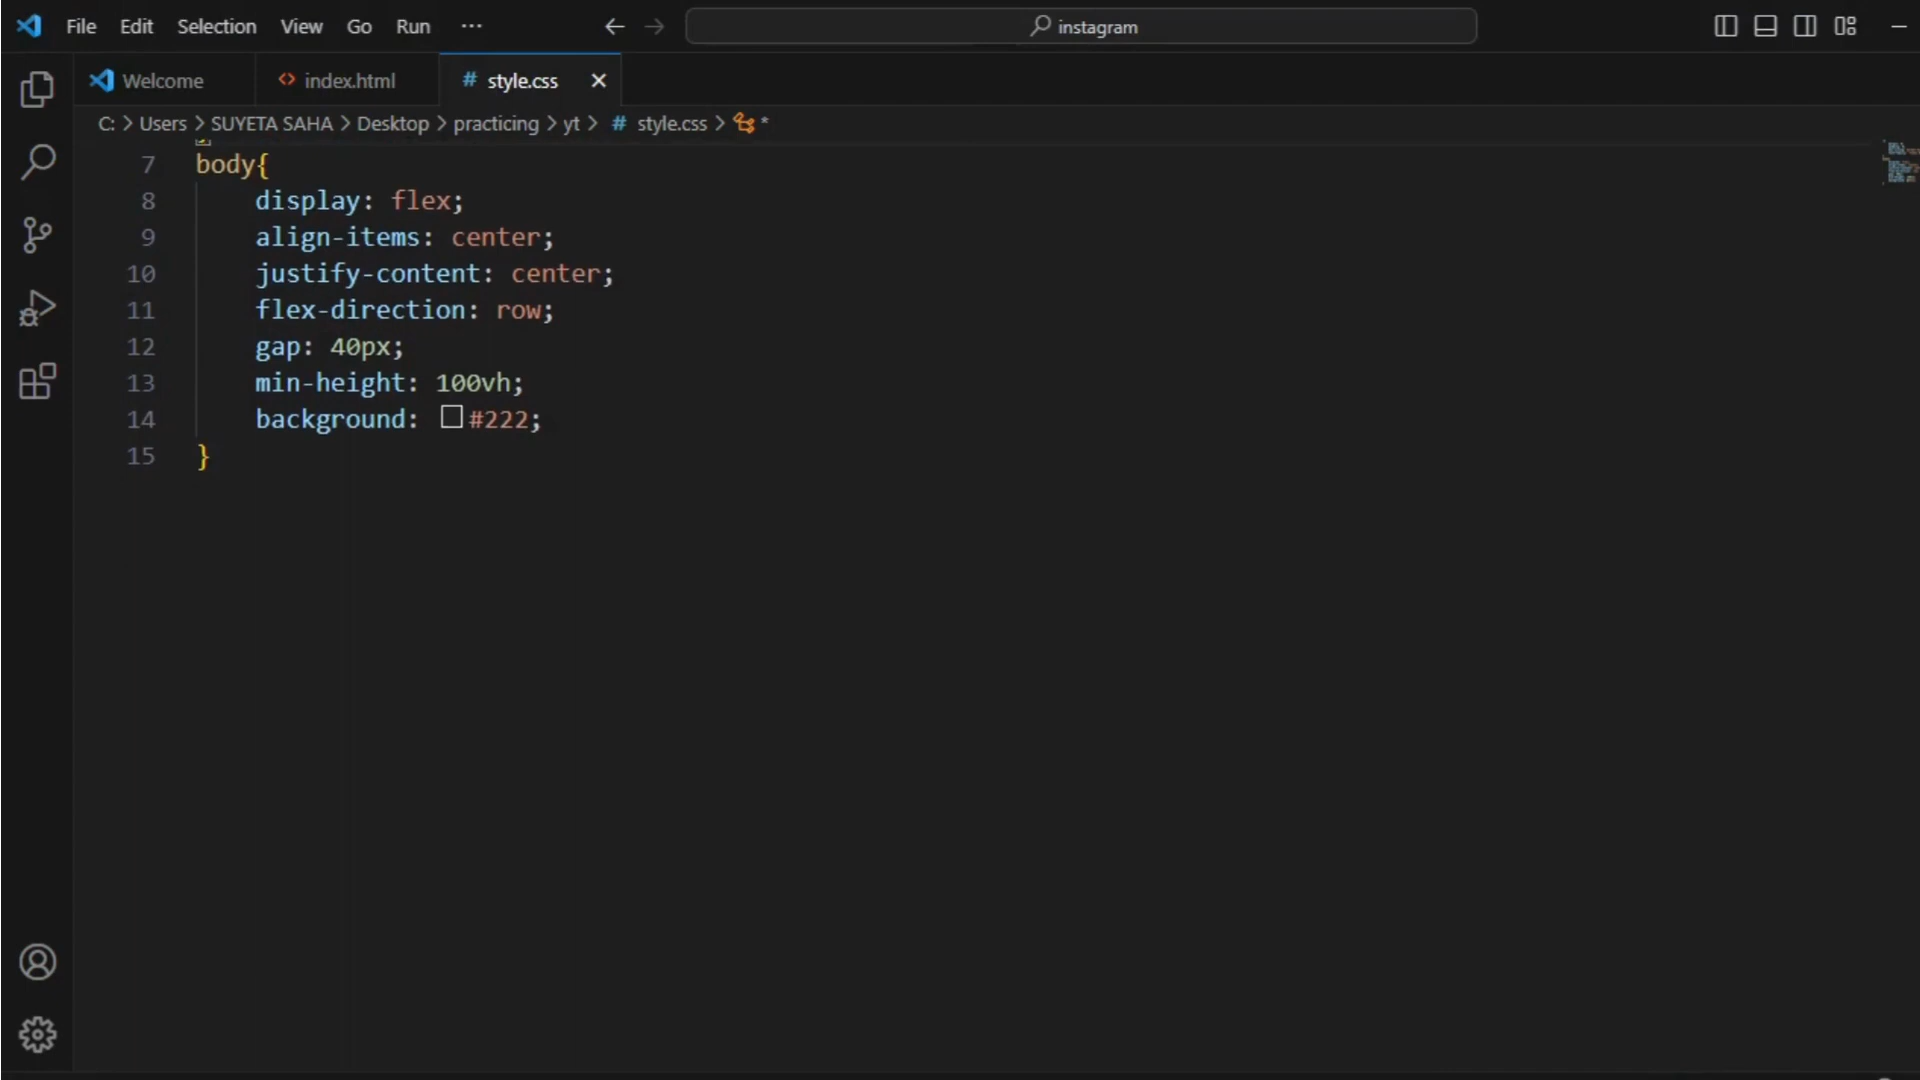 File Edit Selection View Go Run ··· instagram
Welcome index.html style.css
C: > Users > SUYETA SAHA > Desktop > practicing > yt > # style.css > *
7 body{
8 display: flex;
9 align-items: center;
10 justify-content: center;
11 flex-direction: row;
12 gap: 40px;
13 min-height: 100vh;
14 background: #222;
15 }